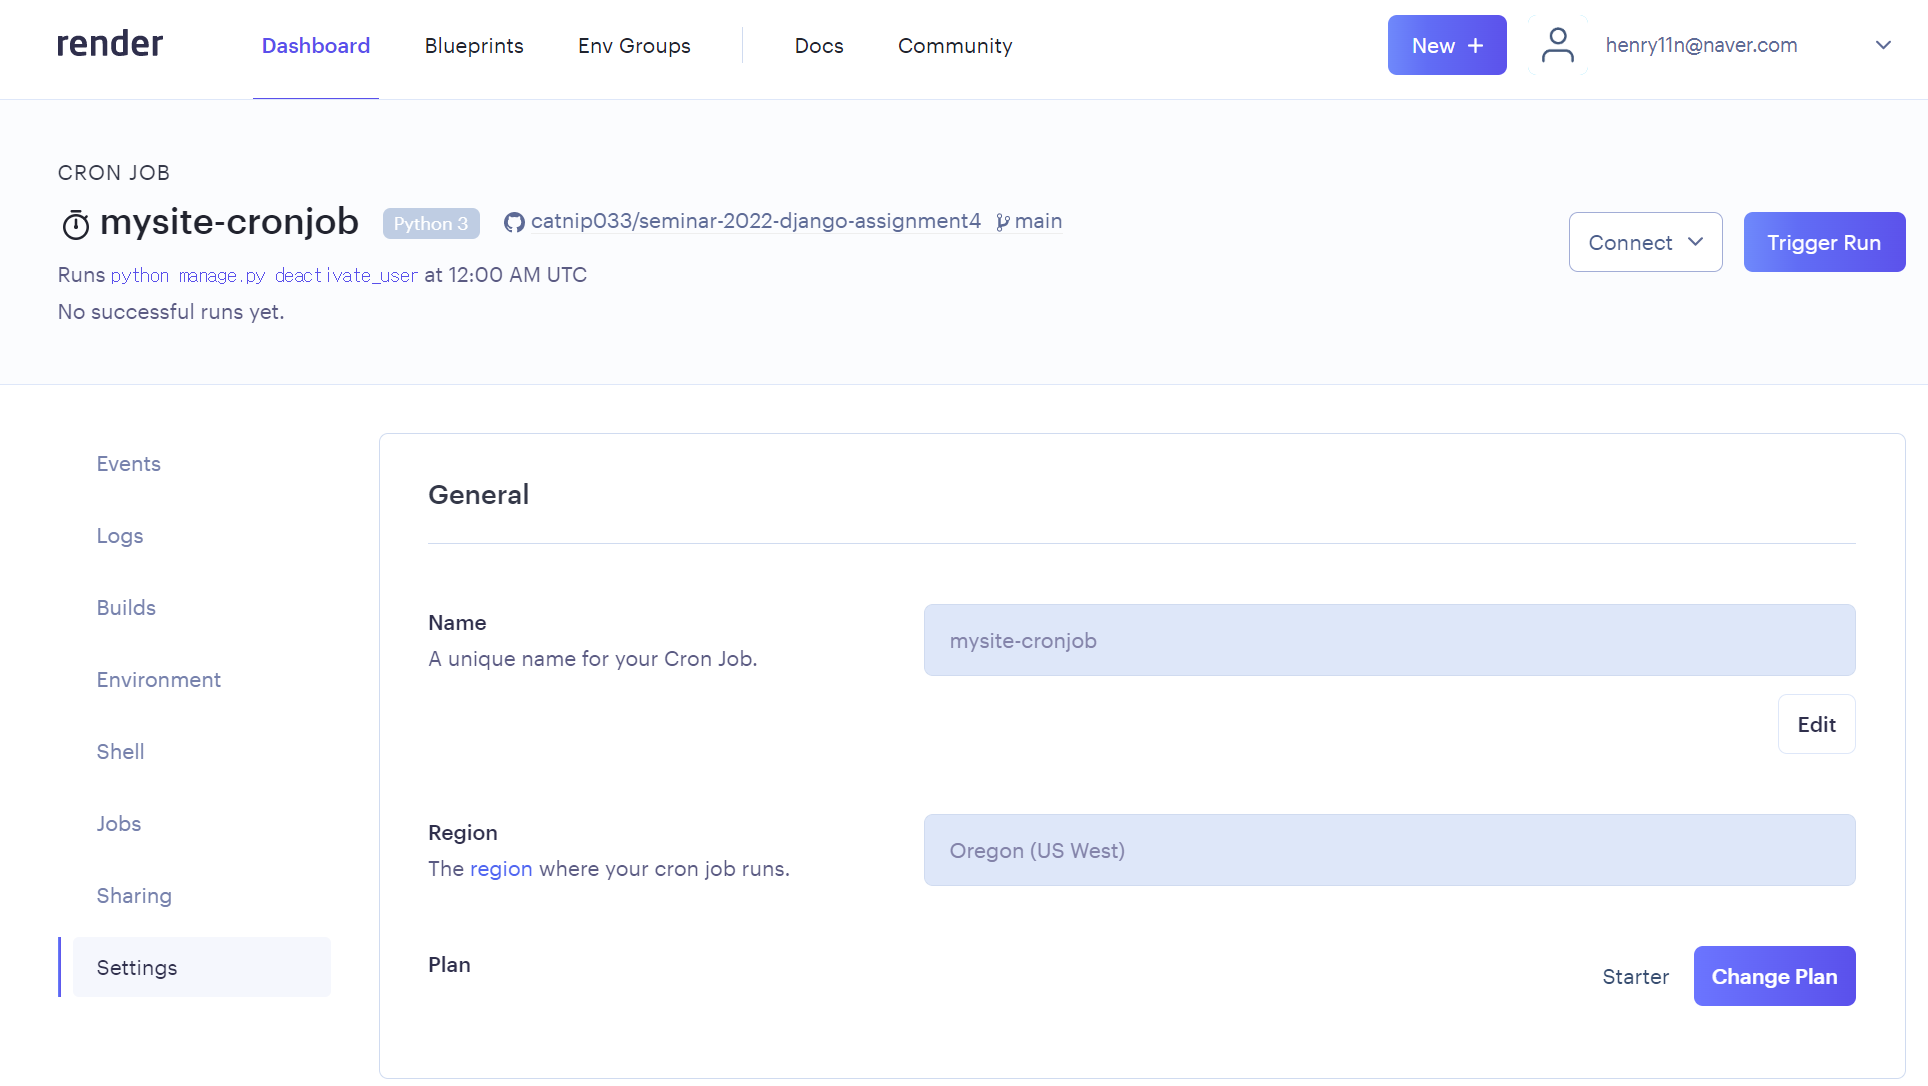 render
Dashboard Blueprints Env Groups Docs Community New + henry11n@naver.com
CRON JOB
mysite-cronjob Python 3 catnip033/seminar-2022-django-assignment4 main
Connect Trigger Run
Runs python manage.py deactivate_user at 12:00 AM UTC
No successful runs yet.
Events
Logs
Builds
Environment
Shell
Jobs
Sharing
Settings
General
Name
A unique name for your Cron Job.
mysite-cronjob
Edit
Region
The region where your cron job runs.
Oregon (US West)
Plan
Starter Change Plan